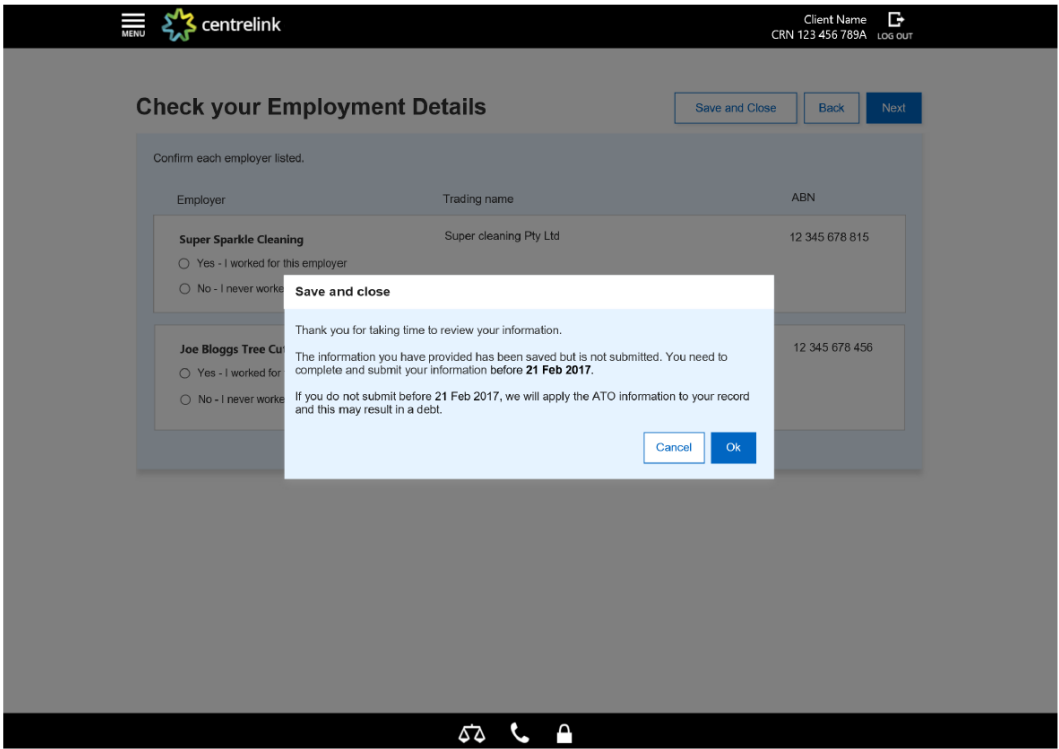 MENU
centrelink
Client Name
CRN 123 456 789A
LOG OUT
Check your Employment Details
Save and Close
Back
Next
Confirm each employer listed.
Employer
Trading name
ABN
Super Sparkle Cleaning
Super cleaning Pty Ltd
12 345 678 815
Yes - I worked for this employer
No - I never worke
Joe Bloggs Tree Cu
12 345 678 456
Yes - I worked for
No - I never worke
Save and close
Thank you for taking time to review your information.
The information you have provided has been saved but is not submitted. You need to
complete and submit your information before 21 Feb 2017.
If you do not submit before 21 Feb 2017, we will apply the ATO information to your record
and this may result in a debt.
Cancel
Ok